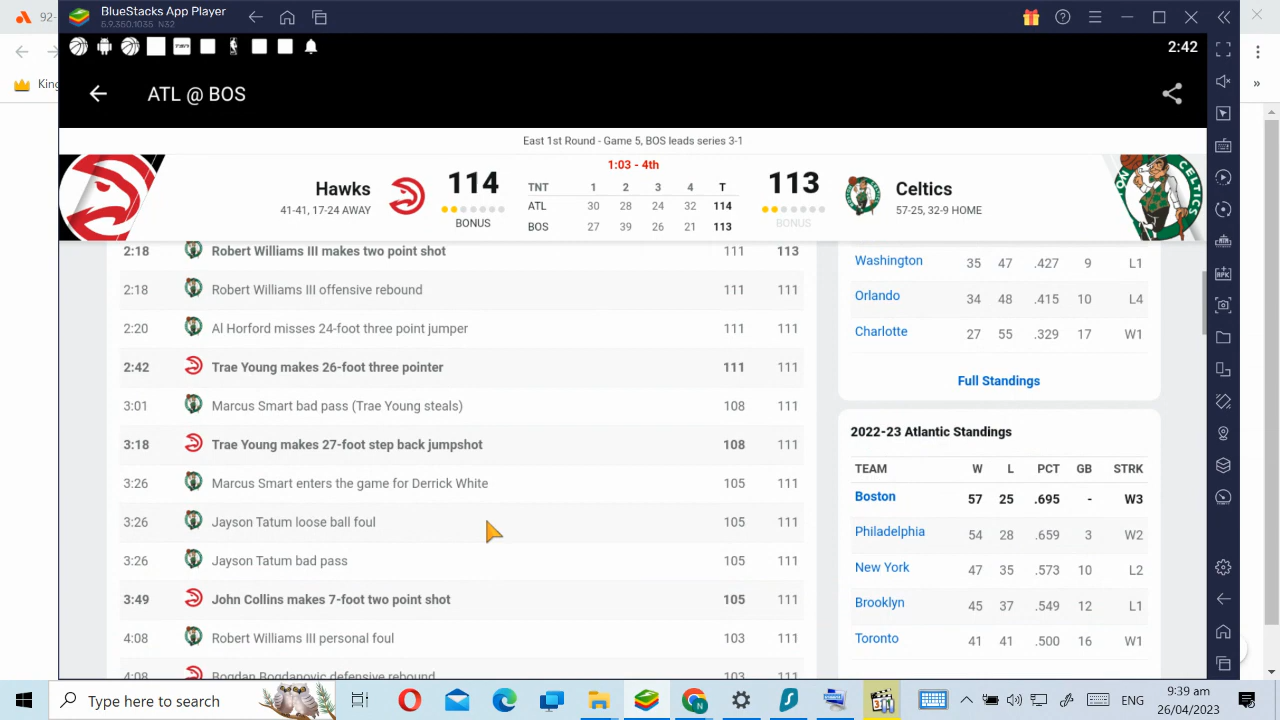 5.9.350.1035 N32
2:42
King
»
ATL @ BOS
East 1st Round - Game 5, BOS leads series 3-1
1:03 - 4th
Hawks
41-41, 17-24 AWAY
114
BONUS
TNT 1 2 3 4 T
ATL 30 28 24 32 114
BOS 27 39 26 21 113
113
BONUS
Celtics
57-25, 32-9 HOME
2:18 Robert Williams III makes two point shot 111 113
2:18 Robert Williams III offensive rebound 111 111
2:20 Al Horford misses 24-foot three point jumper 111 111
2:42 Trae Young makes 26-foot three pointer 111 111
3:01 Marcus Smart bad pass (Trae Young steals) 108 111
3:18 Trae Young makes 27-foot step back jumpshot 108 111
3:26 Marcus Smart enters the game for Derrick White 105 111
3:26 Jayson Tatum loose ball foul 105 111
3:26 Jayson Tatum bad pass 105 111
3:49 John Collins makes 7-foot two point shot 105 111
4:08 Robert Williams III personal foul 103 111
4:08 Bogdan Bogdanovic defensive rebound 103 111
Washington 35 47 .427 9 L1
Orlando 34 48 .415 10 L4
Charlotte 27 55 .329 17 W1
Full Standings
2022-23 Atlantic Standings
TEAM W L PCT GB STRK
Boston 57 25 .695 - W3
Philadelphia 54 28 .659 3 W2
New York 47 35 .573 10 L2
Brooklyn 45 37 .549 12 L1
Toronto 41 41 .500 16 W1
Type here to search
9:39 AM